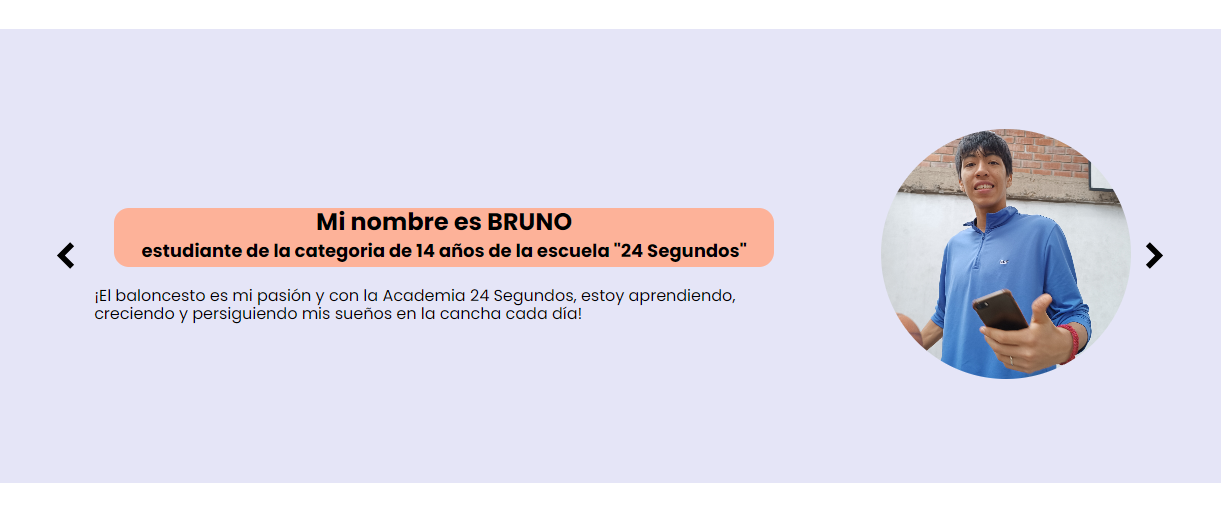 Mi nombre es BRUNO
estudiante de la categoria de 14 años de la escuela "24 Segundos"
¡El baloncesto es mi pasión y con la Academia 24 Segundos, estoy aprendiendo,
creciendo y persiguiendo mis sueños en la cancha cada día!